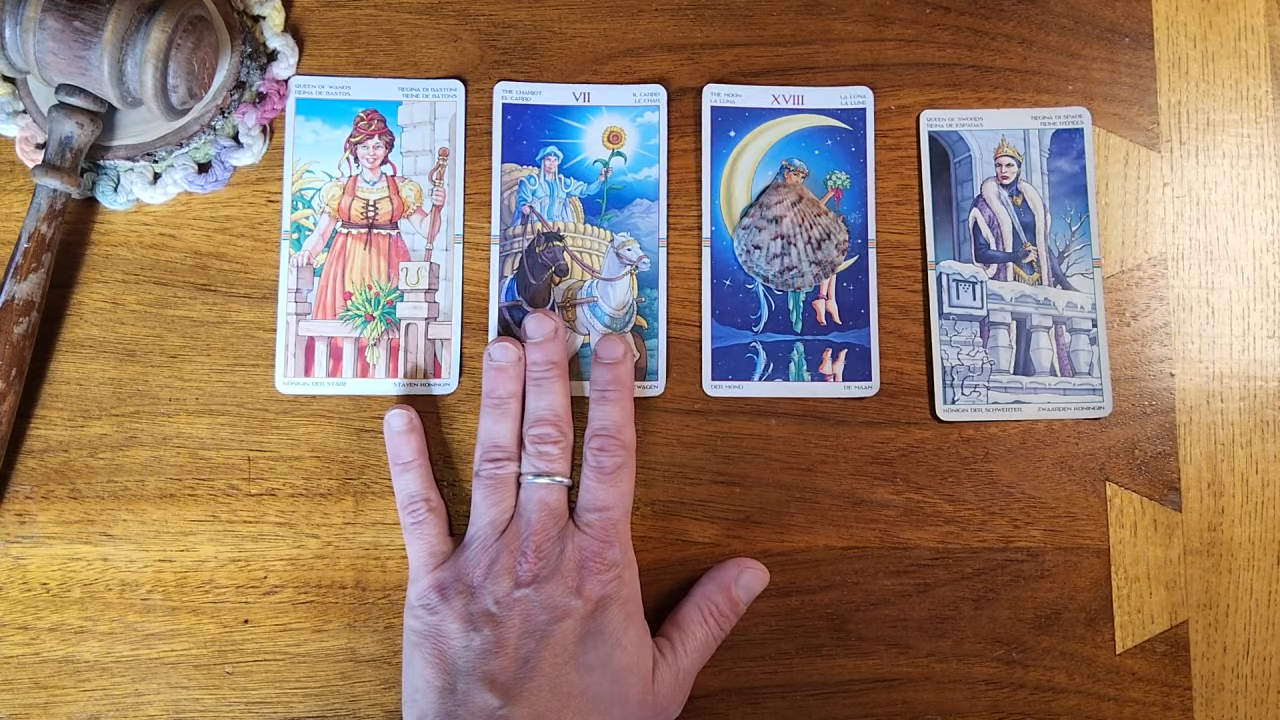 QUEEN OF WANDS
REINA DE BASTOS
REGINA DI BASTONI
REINE DE BATONS
KÖNIGIN DER STÄBE
STAVEN KONINGIN
THE CHARIOT
EL CARRO
VII
IL CARRO
LE CHAR
WAGEN
THE MOON
LA LUNA
XVIII
LA LUNA
LA LUNE
DER MOND
DE MAAN
QUEEN OF SWORDS
REINA DE ESPADAS
REGINA DI SPADE
REINE D'EPÉES
KÖNIGIN DER SCHWERTER
ZWAARDEN KONINGIN